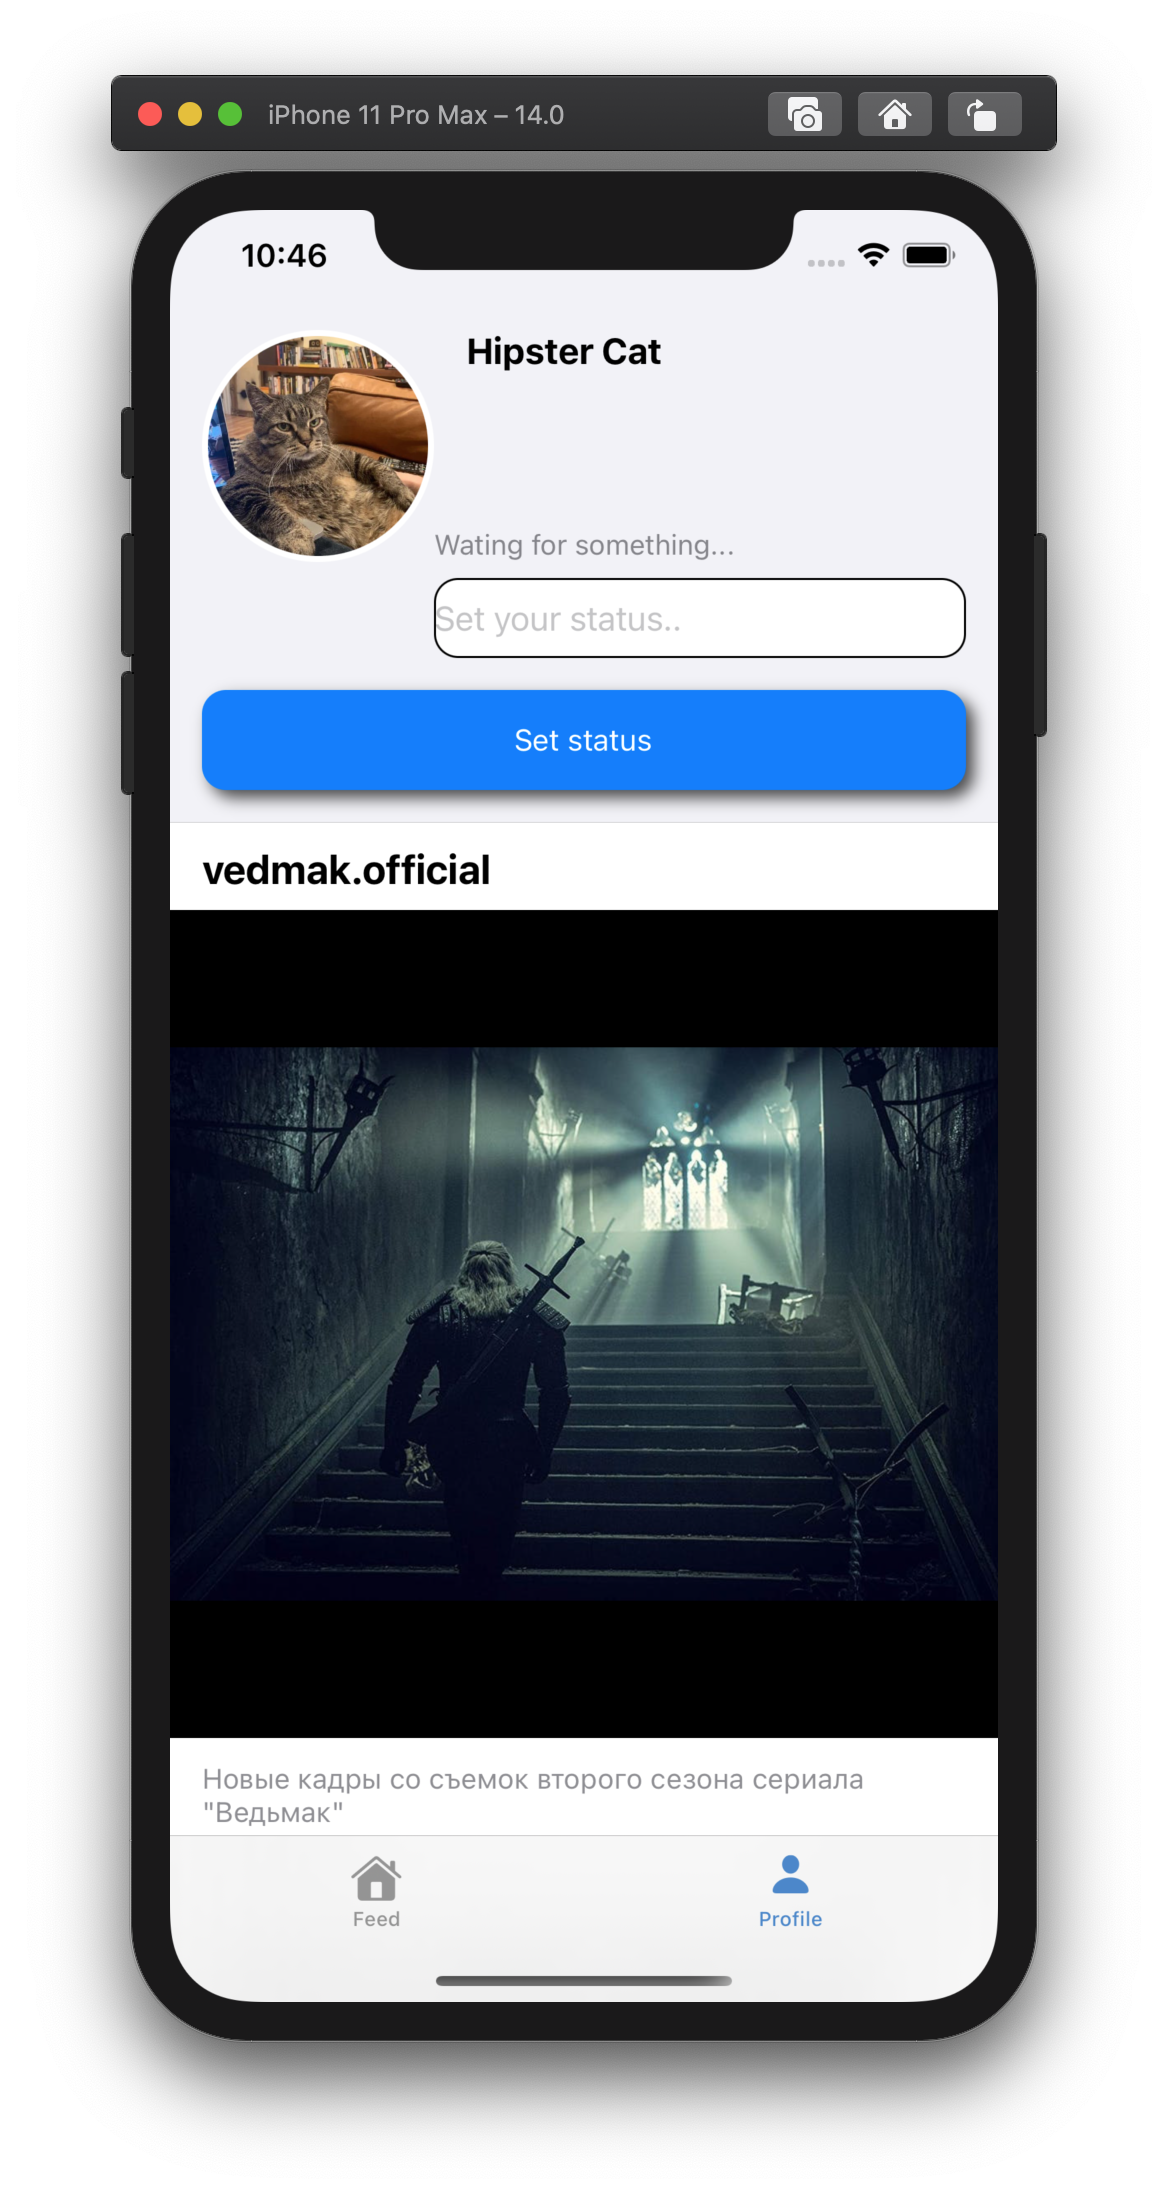 iPhone 11 Pro Max – 14.0
10:46
Hipster Cat
Wating for something...
Set your status..
Set status
vedmak.official
Новые кадры со съемок второго сезона сериала
"Ведьмак"
Feed
Profile